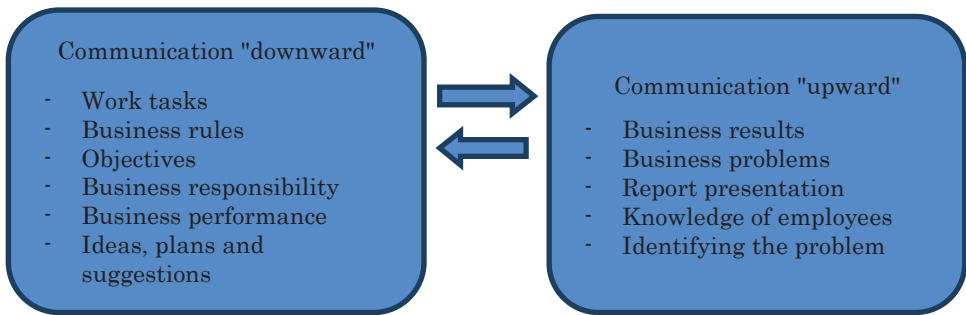 Communication "downward"
- Work tasks
- Business rules
- Objectives
- Business responsibility
- Business performance
- Ideas, plans and
suggestions
Communication "upward"
- Business results
- Business problems
- Report presentation
- Knowledge of employees
- Identifying the problem